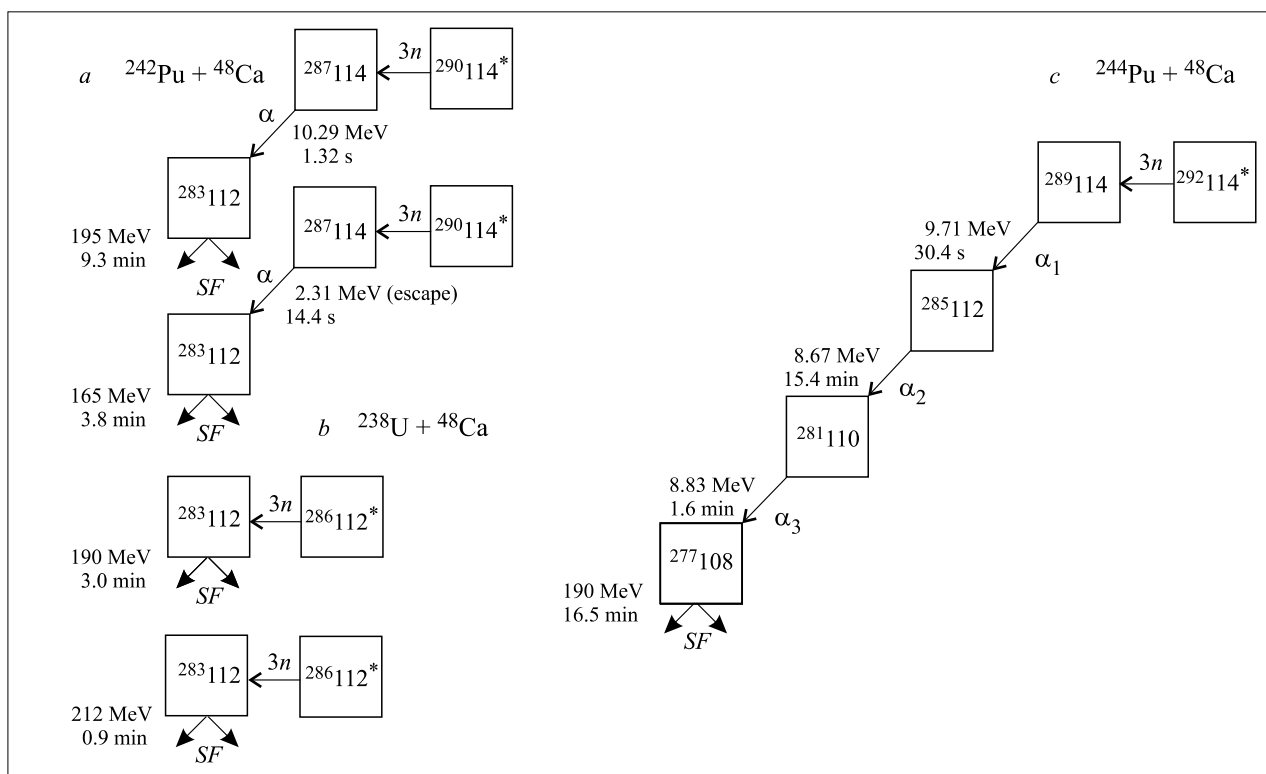 a ²⁴²Pu + ⁴⁸Ca
²⁸⁷114
3n
²⁹⁰114*
α
10.29 MeV
1.32 s
²⁸³112
195 MeV
9.3 min
SF
²⁸⁷114
3n
²⁹⁰114*
α
2.31 MeV (escape)
14.4 s
²⁸³112
165 MeV
3.8 min
SF
b ²³⁸U + ⁴⁸Ca
²⁸³112
3n
²⁸⁶112*
190 MeV
3.0 min
SF
²⁸³112
3n
²⁸⁶112*
212 MeV
0.9 min
SF
c ²⁴⁴Pu + ⁴⁸Ca
²⁸⁹114
3n
²⁹²114*
9.71 MeV
30.4 s
α₁
²⁸⁵112
8.67 MeV
15.4 min
α₂
²⁸¹110
8.83 MeV
1.6 min
α₃
²⁷⁷108
190 MeV
16.5 min
SF